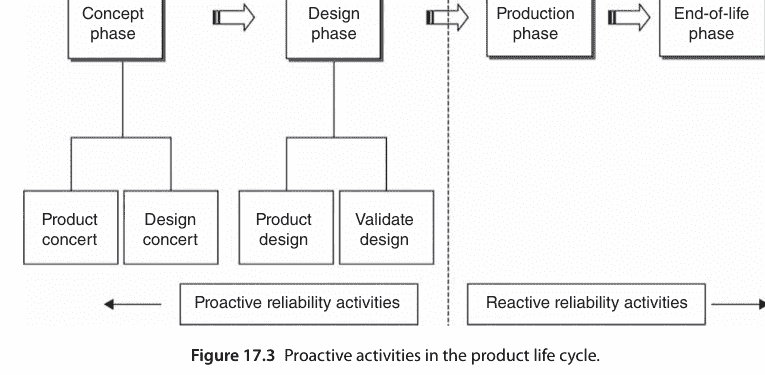 Concept
phase
Design
phase
Production
phase
End-of-life
phase
Product
concert
Design
concert
Product
design
Validate
design
Proactive reliability activities
Reactive reliability activities
Figure 17.3 Proactive activities in the product life cycle.